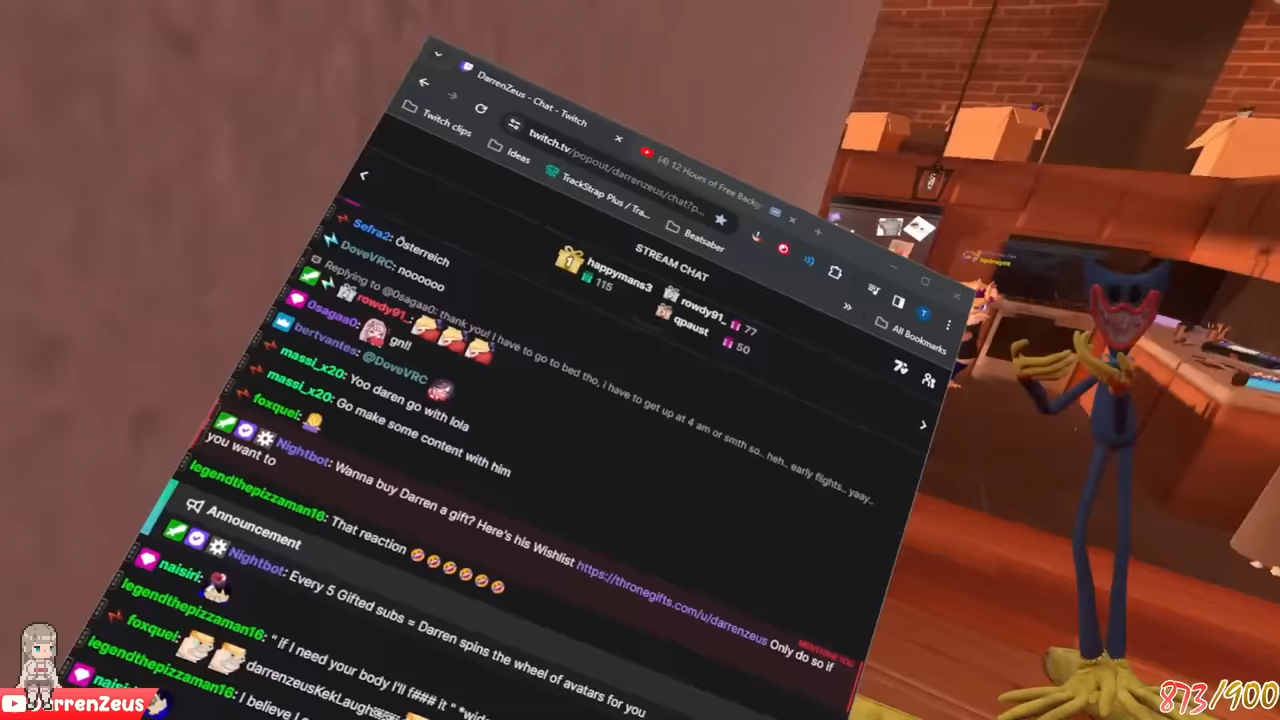 DarrenZeus - Chat - Twitch
(4) 12 Hours of Free Backg
twitch.tv/popout/darrenzeus/chat?p...
Twitch clips
Ideas
TrackStrap Plus / Tra...
Beatsaber
All Bookmarks
STREAM CHAT
1 happymans3 115
rowdy91_ 77
qpaust 50
Sefra2: Österreich
DoveVRC: nooooo
Replying to @0sagaa0: thank you! I have to go to bed tho, i have to get up at 4 am or smth so.. heh.. early flights.. yaay..
rowdy91_:
0sagaa0: gn!!
bertvantes: @DoveVRC
massi_x20: Yoo daren go with lola
massi_x20: Go make some content with him
foxquei:
Nightbot: Wanna buy Darren a gift? Here's his Wishlist https://thronegifts.com/u/darrenzeus Only do so if
you want to
legendthepizzaman16: That reaction 🤣🤣🤣🤣🤣🤣
Announcement
Nightbot: Every 5 Gifted subs = Darren spins the wheel of avatars for you
naisiri:
legendthepizzaman16: " if I need your body I'll f### it "
foxquei: darrenzeusKekLaugh
legendthepizzaman16: I believe
DarrenZeus
873/900